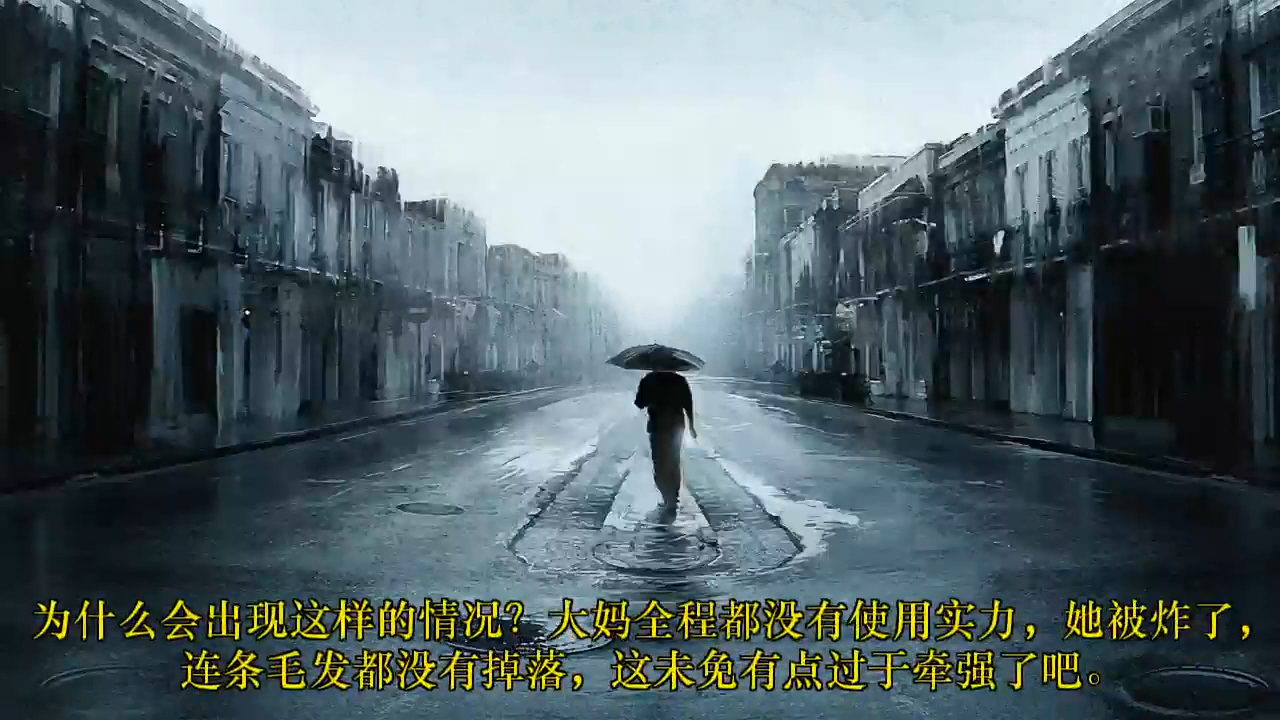 为什么会出现这样的情况？大妈全程都没有使用实力，她被炸了，
连条毛发都没有掉落，这未免有点过于牵强了吧。